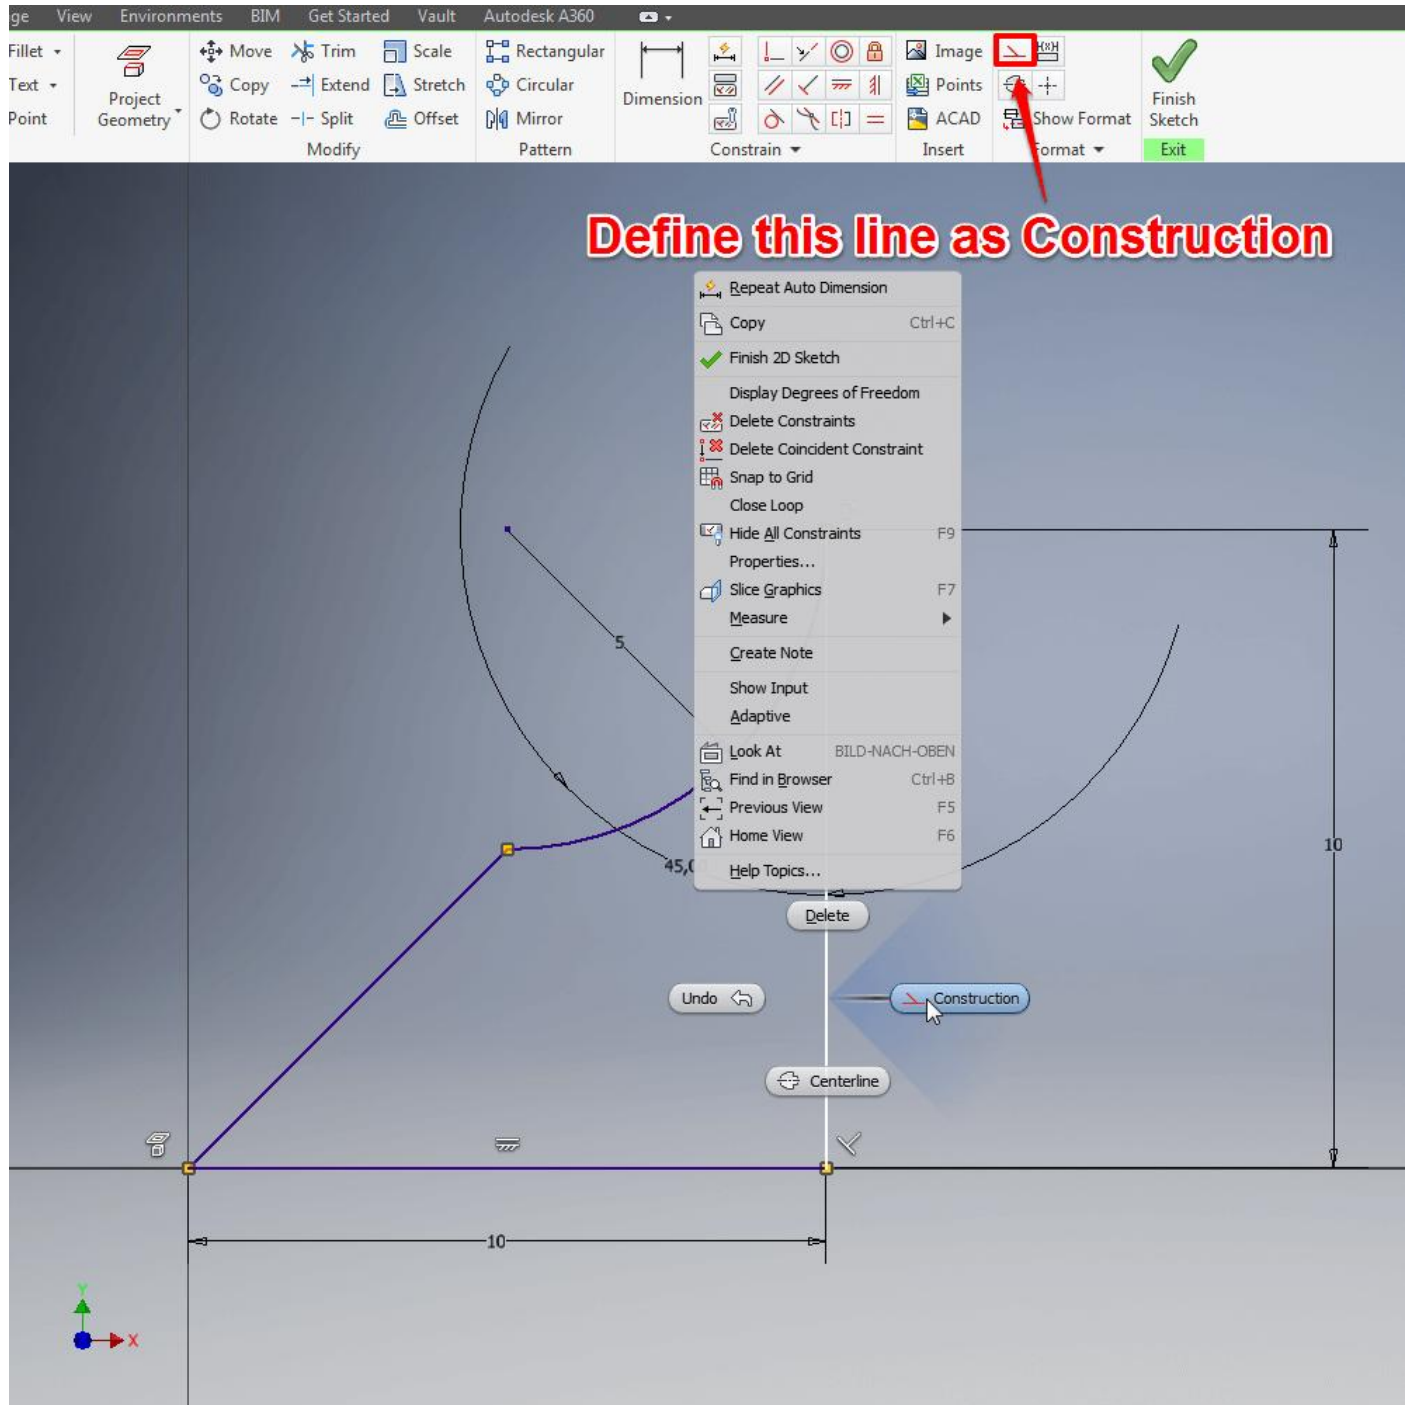 ge View Environments BIM Get Started Vault Autodesk A360
Fillet Move Trim Scale Rectangular Image
Text Copy Extend Stretch Circular Points
Point Project Geometry Rotate Split Offset Mirror Dimension ACAD Show Format Finish Sketch
Modify Pattern Constrain Insert Format Exit
Define this line as Construction
Repeat Auto Dimension
Copy Ctrl+C
Finish 2D Sketch
Display Degrees of Freedom
Delete Constraints
Delete Coincident Constraint
Snap to Grid
Close Loop
Hide All Constraints F9
Properties...
Slice Graphics F7
Measure
5
Create Note
Show Input
Adaptive
Look At BILD-NACH-OBEN
Find in Browser Ctrl+B
Previous View F5
Home View F6
10
45,0
Help Topics...
Delete
Undo
Construction
Centerline
10
Y
X